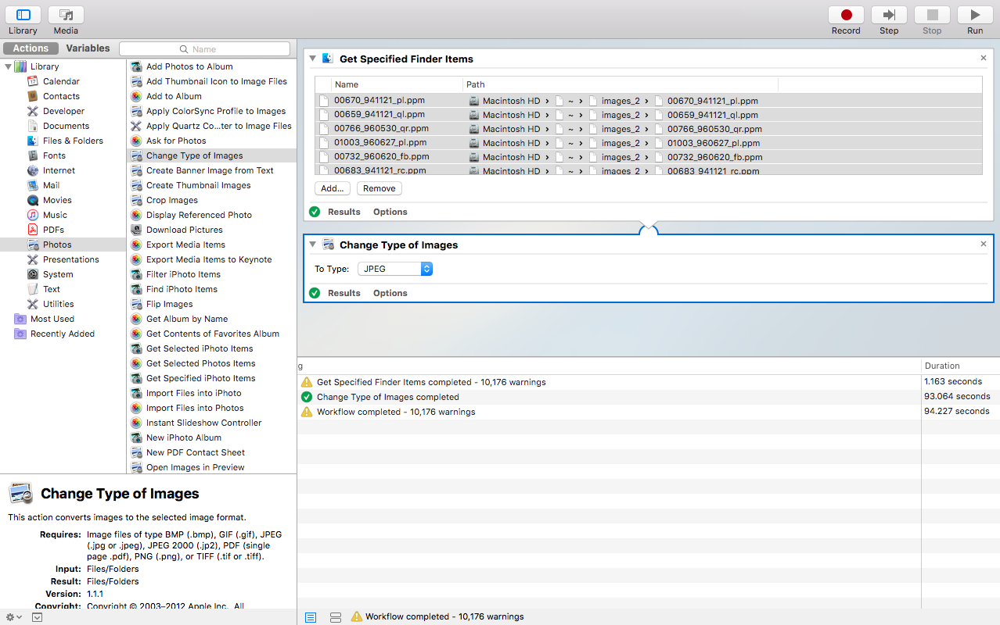 Library Media Record Step Stop Run
Actions Variables Name
Library
Calendar
Contacts
Developer
Documents
Files & Folders
Fonts
Internet
Mail
Movies
Music
PDFs
Photos
Presentations
System
Text
Utilities
Most Used
Recently Added
Add Photos to Album
Add Thumbnail Icon to Image Files
Add to Album
Apply ColorSync Profile to Images
Apply Quartz Co...ter to Image Files
Ask for Photos
Change Type of Images
Create Banner Image from Text
Create Thumbnail Images
Crop Images
Display Referenced Photo
Download Pictures
Export Media Items
Export Media Items to Keynote
Filter iPhoto Items
Find iPhoto Items
Flip Images
Get Album by Name
Get Contents of Favorites Album
Get Selected iPhoto Items
Get Selected Photos Items
Get Specified iPhoto Items
Import Files into iPhoto
Import Files into Photos
Instant Slideshow Controller
New iPhoto Album
New PDF Contact Sheet
Open Images in Preview
Change Type of Images
This action converts images to the selected image format.
Requires: Image files of type BMP (.bmp), GIF (.gif), JPEG
(.jpg or .jpeg), JPEG 2000 (.jp2), PDF (single
page .pdf), PNG (.png), or TIFF (.tif or .tiff).
Input: Files/Folders
Result: Files/Folders
Version: 1.1.1
Copyright: Copyright © 2003–2012 Apple Inc. All
Get Specified Finder Items
Name Path
00670_941121_pl.ppm Macintosh HD › ~ › images_2 › 00670_941121_pl.ppm
00659_941121_ql.ppm Macintosh HD › ~ › images_2 › 00659_941121_ql.ppm
00766_960530_qr.ppm Macintosh HD › ~ › images_2 › 00766_960530_qr.ppm
01003_960627_pl.ppm Macintosh HD › ~ › images_2 › 01003_960627_pl.ppm
00732_960620_fb.ppm Macintosh HD › ~ › images_2 › 00732_960620_fb.ppm
00683_941121_rc.ppm Macintosh HD › ~ › images_2 › 00683_941121_rc.ppm
Add... Remove
Results Options
Change Type of Images
To Type: JPEG
Results Options
g Duration
Get Specified Finder Items completed - 10,176 warnings 1.163 seconds
Change Type of Images completed 93.064 seconds
Workflow completed - 10,176 warnings 94.227 seconds
Workflow completed - 10,176 warnings